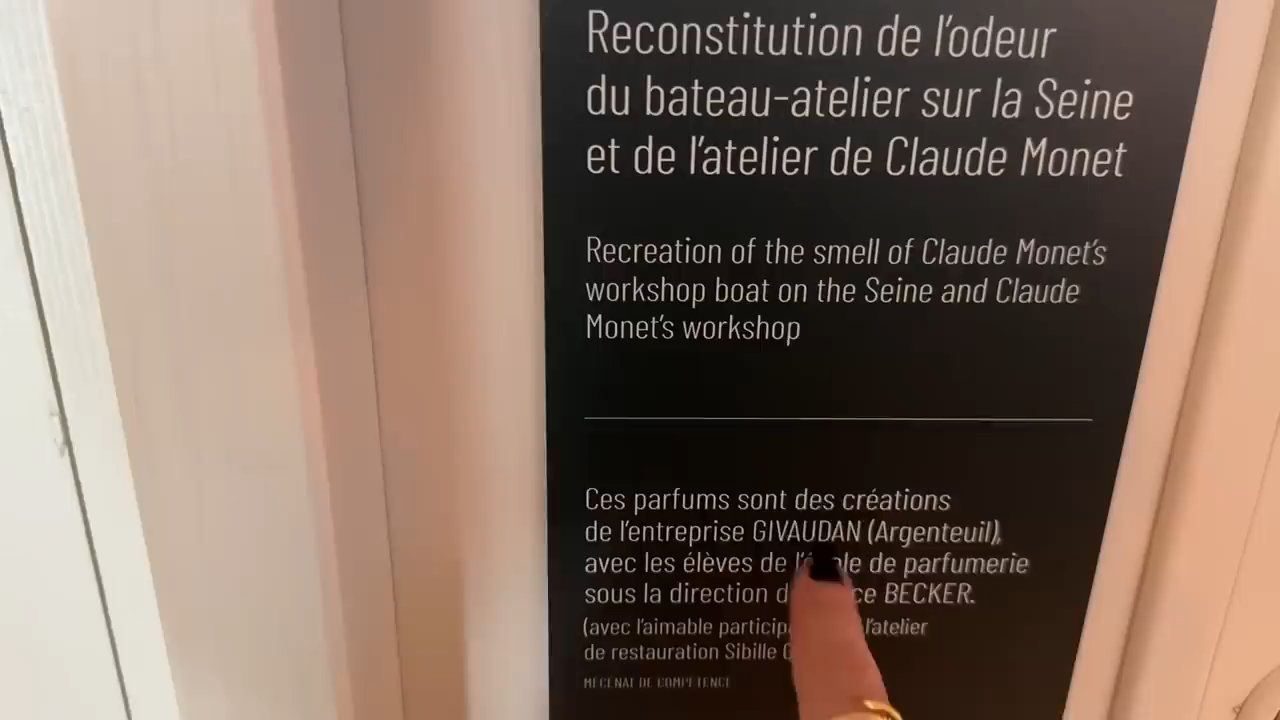 Reconstitution de l'odeur
du bateau-atelier sur la Seine
et de l'atelier de Claude Monet
Recreation of the smell of Claude Monet's
workshop boat on the Seine and Claude
Monet's workshop
Ces parfums sont des créations
de l'entreprise GIVAUDAN (Argenteuil),
avec les élèves de l'école de parfumerie
sous la direction BECKER.
(avec l'aimable l'atelier
de restauration Sibille
MÉCÉNAT DE COMPÉTENCE